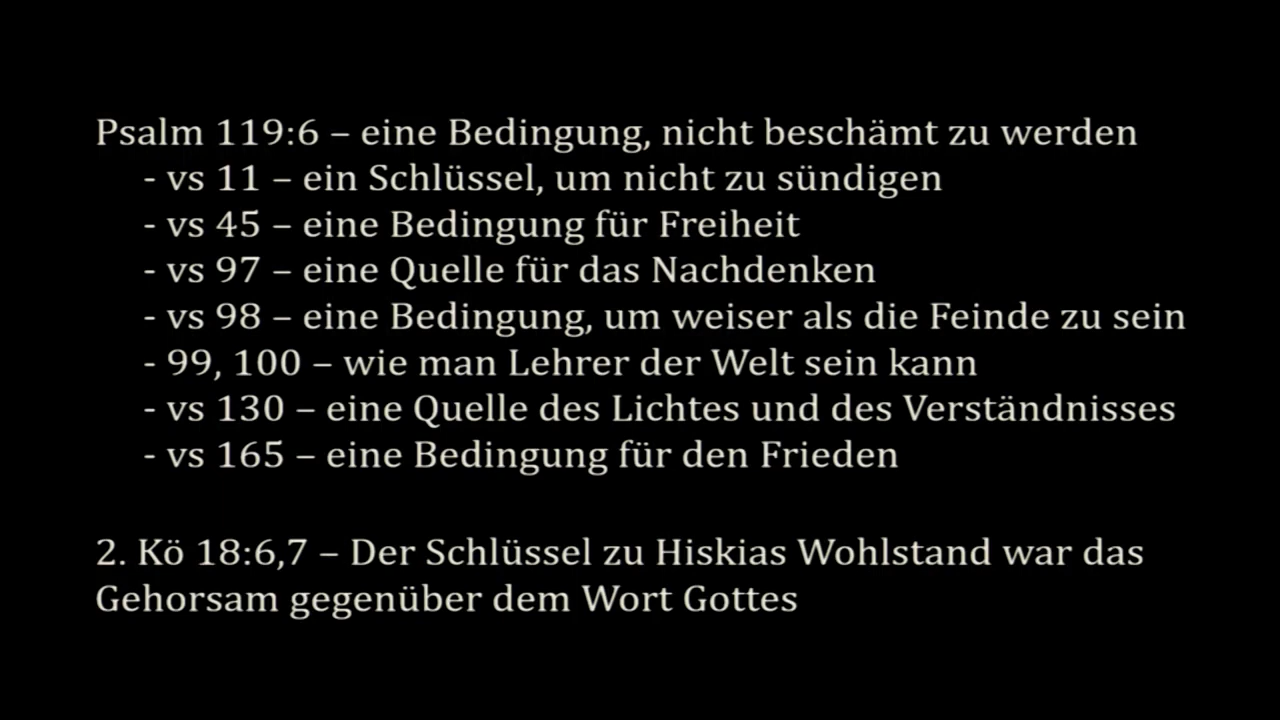 Psalm 119:6 – eine Bedingung, nicht beschämt zu werden
- vs 11 – ein Schlüssel, um nicht zu sündigen
- vs 45 – eine Bedingung für Freiheit
- vs 97 – eine Quelle für das Nachdenken
- vs 98 – eine Bedingung, um weiser als die Feinde zu sein
- 99, 100 – wie man Lehrer der Welt sein kann
- vs 130 – eine Quelle des Lichtes und des Verständnisses
- vs 165 – eine Bedingung für den Frieden
2. Kö 18:6,7 – Der Schlüssel zu Hiskias Wohlstand war das
Gehorsam gegenüber dem Wort Gottes